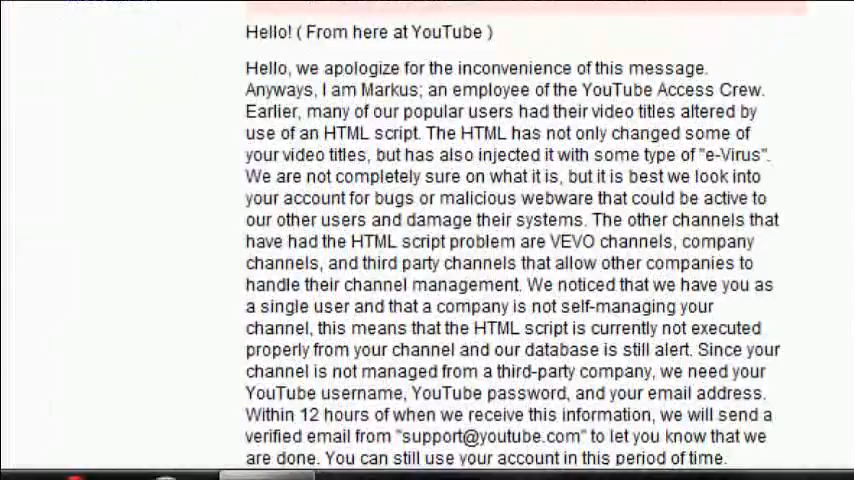 Hello! ( From here at YouTube )
Hello, we apologize for the inconvenience of this message.
Anyways, I am Markus; an employee of the YouTube Access Crew.
Earlier, many of our popular users had their video titles altered by
use of an HTML script. The HTML has not only changed some of
your video titles, but has also injected it with some type of "e-Virus".
We are not completely sure on what it is, but it is best we look into
your account for bugs or malicious webware that could be active to
our other users and damage their systems. The other channels that
have had the HTML script problem are VEVO channels, company
channels, and third party channels that allow other companies to
handle their channel management. We noticed that we have you as
a single user and that a company is not self-managing your
channel, this means that the HTML script is currently not executed
properly from your channel and our database is still alert. Since your
channel is not managed from a third-party company, we need your
YouTube username, YouTube password, and your email address.
Within 12 hours of when we receive this information, we will send a
verified email from "support@youtube.com" to let you know that we
are done. You can still use your account in this period of time.